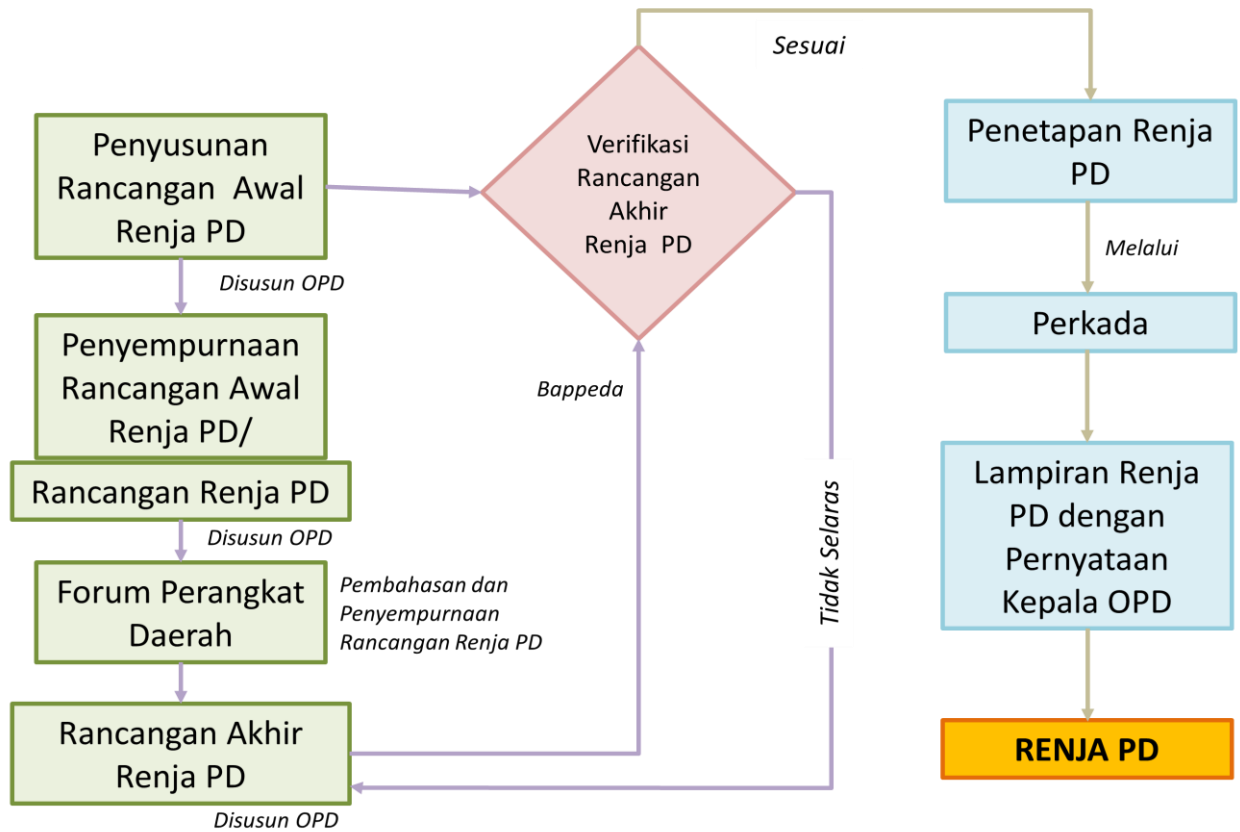 Penyusunan
Rancangan Awal
Renja PD
Disusun OPD
Penyempurnaan
Rancangan Awal
Renja PD/
Rancangan Renja PD
Disusun OPD
Forum Perangkat
Daerah
Pembahasan dan
Penyempurnaan
Rancangan Renja PD
Rancangan Akhir
Renja PD
Disusun OPD
Verifikasi
Rancangan
Akhir
Renja PD
Bappeda
Tidak Selaras
Sesuai
Penetapan Renja
PD
Melalui
Perkada
Lampiran Renja
PD dengan
Pernyataan
Kepala OPD
RENJA PD